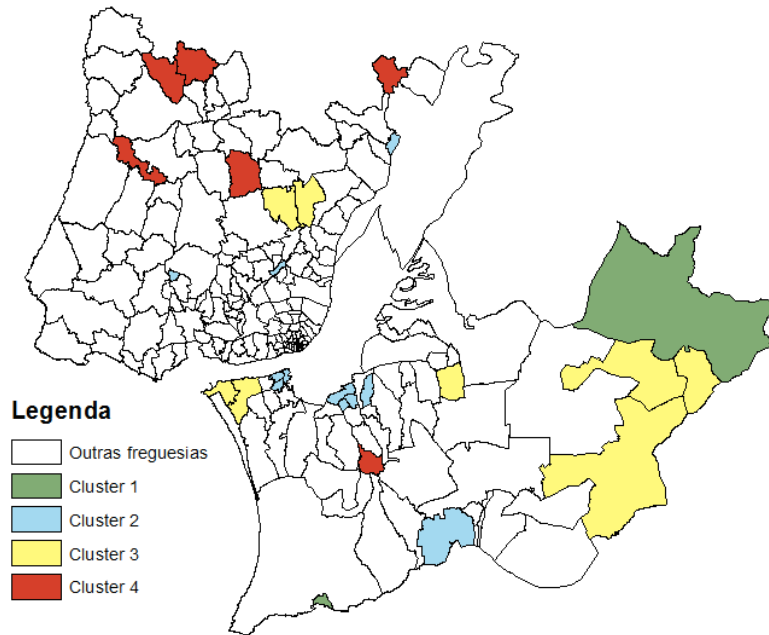 Legenda
Outras freguesias
Cluster 1
Cluster 2
Cluster 3
Cluster 4